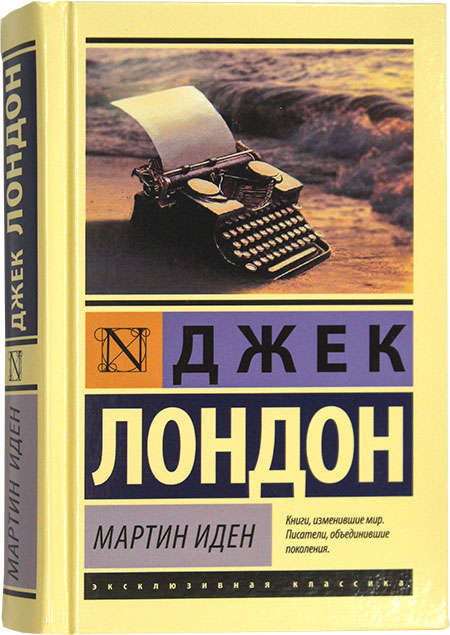 ДЖЕК ЛОНДОН
N
МАРТИН ИДЕН
N
ДЖЕК
ЛОНДОН
МАРТИН ИДЕН
Книги, изменившие мир.
Писатели, объединившие
поколения.
эксклюзивная классика